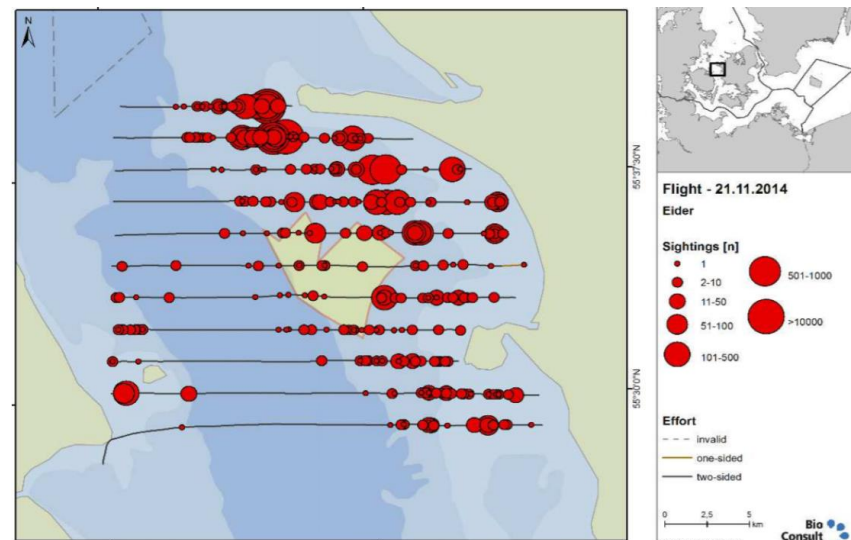 N
55°37'30"N
55°30'0"N
Flight - 21.11.2014
Eider
Sightings [n]
1
2-10
11-50
51-100
101-500
501-1000
>10000
Effort
invalid
one-sided
two-sided
0 2,5 5
km
Bio
Consult